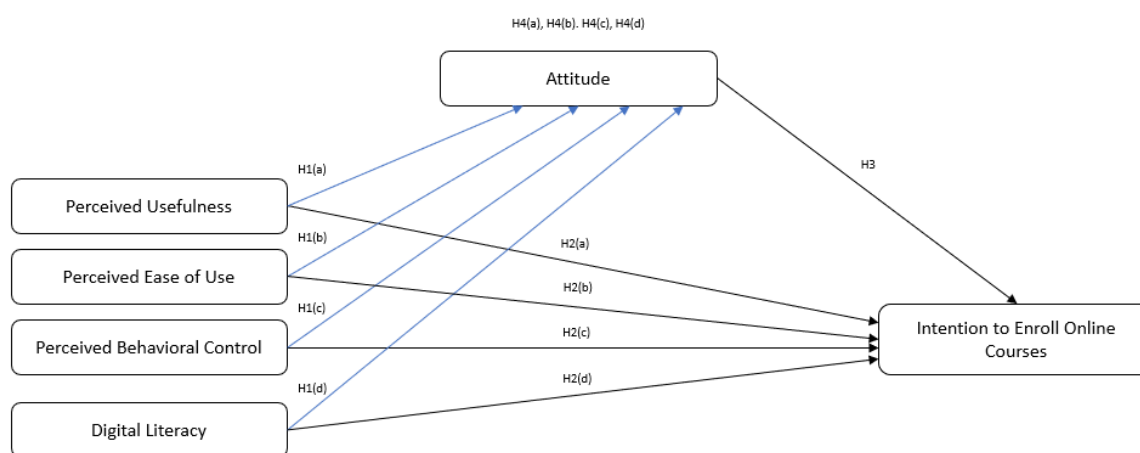 H4(a), H4(b). H4(c), H4(d)
Attitude
H3
H1(a)
Perceived Usefulness
H1(b)
H2(a)
Perceived Ease of Use
H2(b)
H1(c)
Intention to Enroll Online
Courses
H2(c)
Perceived Behavioral Control
H2(d)
H1(d)
Digital Literacy